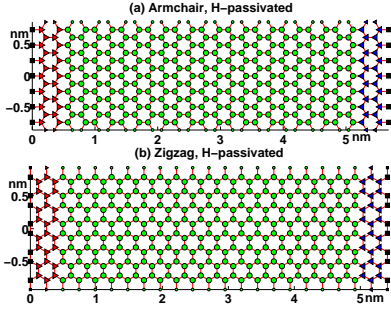 (a) Armchair, H-passivated
nm
0.5
0
-0.5
0 1 2 3 4 5 nm
(b) Zigzag, H-passivated
nm
0.5
0
-0.5
0 1 2 3 4 5 nm